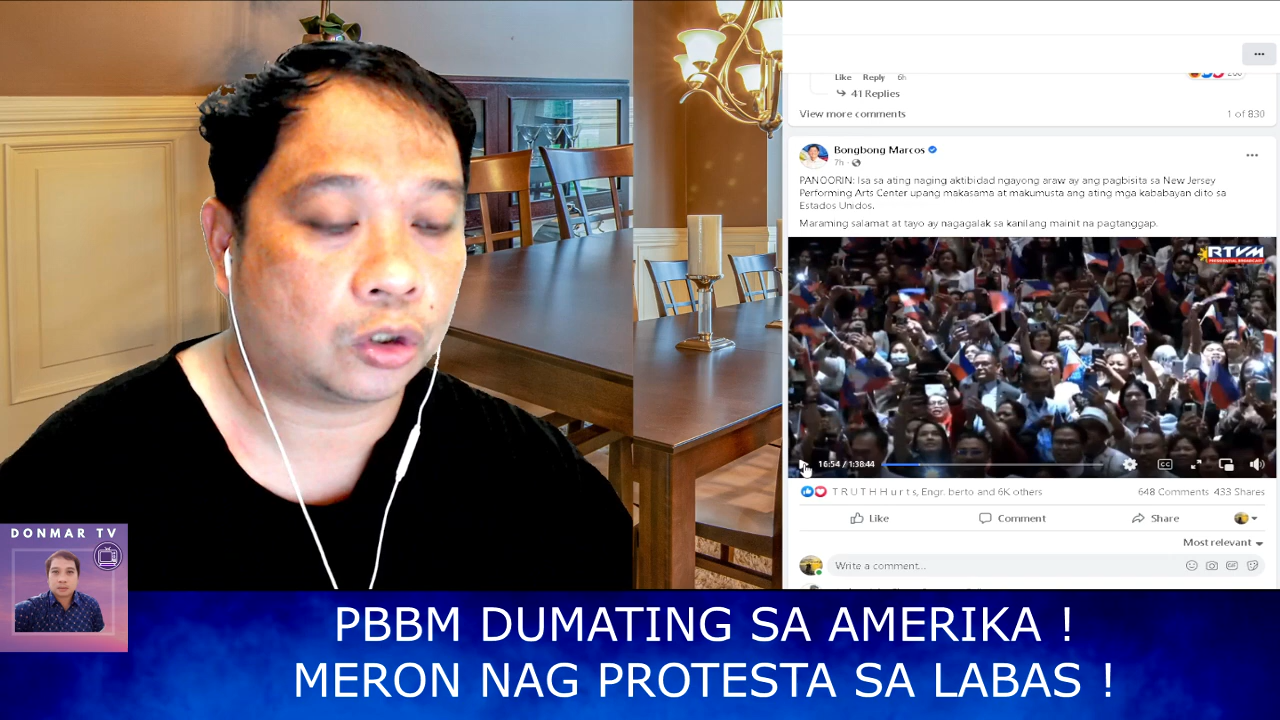 Like Reply 6h
41 Replies
View more comments 1 of 830
Bongbong Marcos
7h
PANOORIN: Isa sa ating naging aktibidad ngayong araw ay ang pagbisita sa New Jersey
Performing Arts Center upang makasama at makumusta ang ating mga kababayan dito sa
Estados Unidos.
Maraming salamat at tayo ay nagagalak sa kanilang mainit na pagtanggap.
RTVM
PRESIDENTIAL BROADCAST
16:54 / 1:38:44
CC
T R U T H H u r t s, Engr. berto and 6K others 648 Comments 433 Shares
Like Comment Share
Most relevant
Write a comment...
DONMAR TV
PBBM DUMATING SA AMERIKA !
MERON NAG PROTESTA SA LABAS !